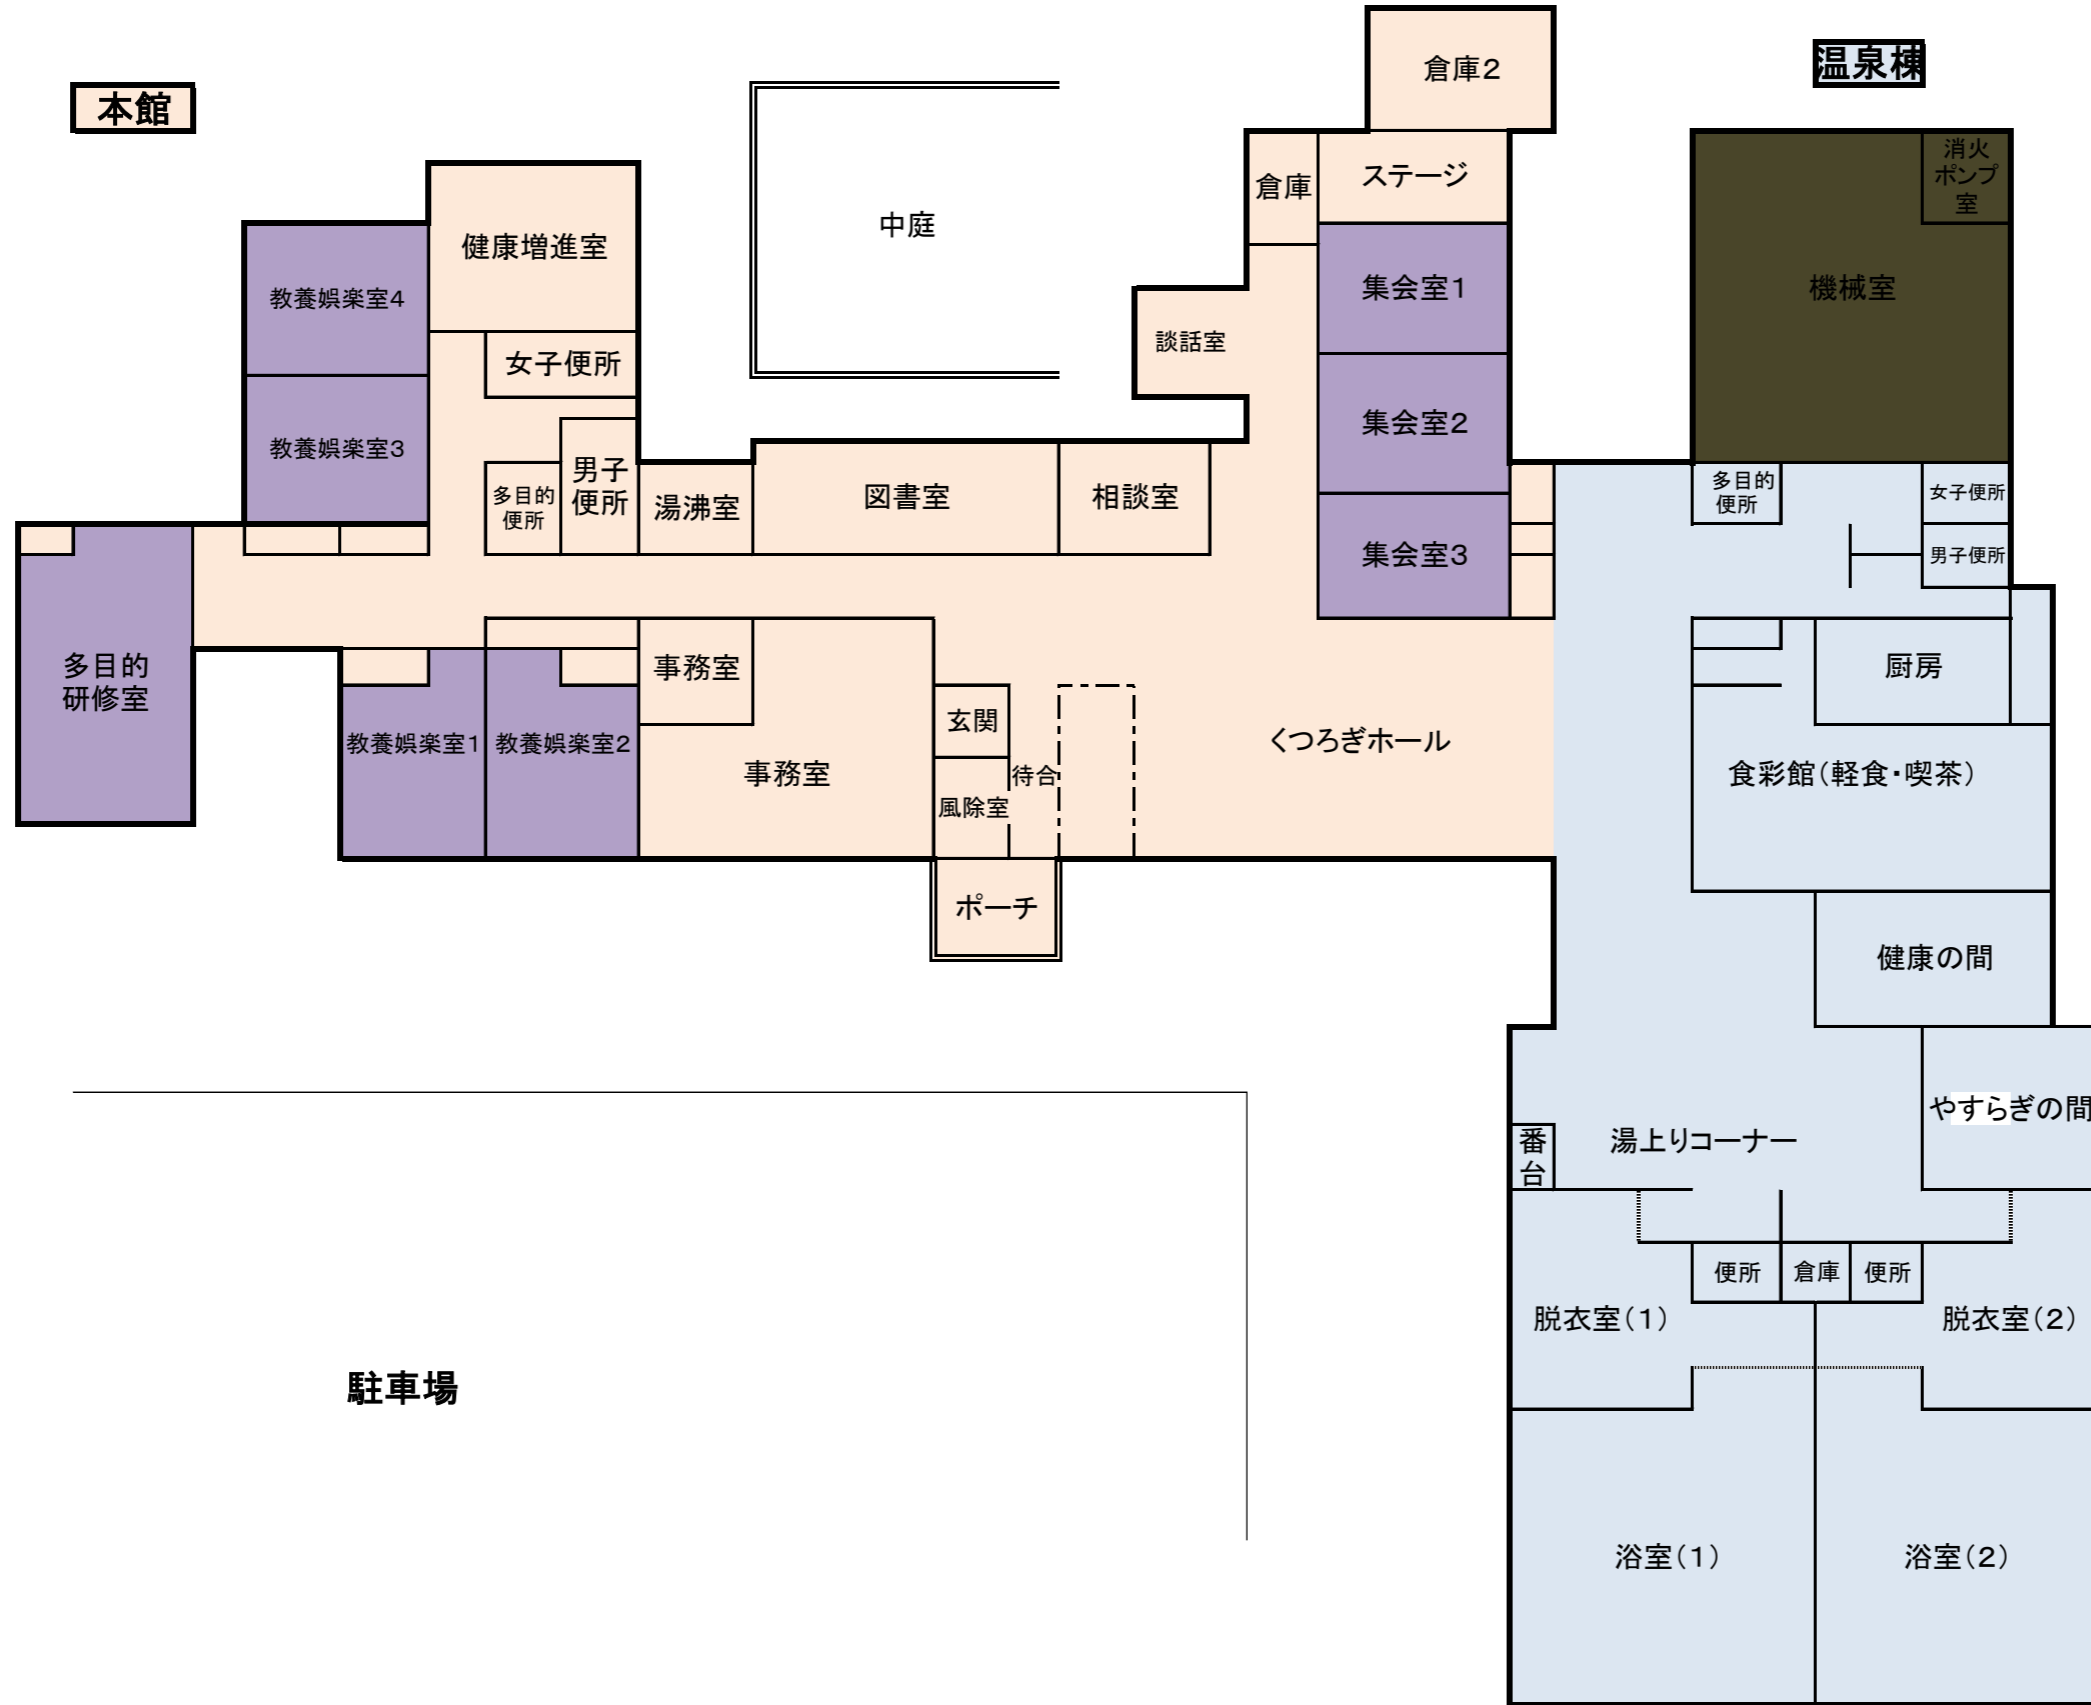 倉庫２
温泉棟
本館
消火
ポンプ
室
ステージ
倉庫
中庭
健康増進室
集会室１
機械室
教養娯楽室４
談話室
女子便所
集会室２
教養娯楽室３
男子
便所
多目的
便所
湯沸室
図書室
相談室
多目的
便所
女子便所
集会室３
男子便所
多目的
研修室
事務室
厨房
玄関
教養娯楽室１
教養娯楽室２
くつろぎホール
事務室
待合
食彩館（軽食・喫茶）
風除室
ポーチ
健康の間
やすらぎの間
番
台
湯上りコーナー
便所
倉庫
便所
脱衣室（１）
脱衣室（２）
駐車場
浴室（１）
浴室（２）